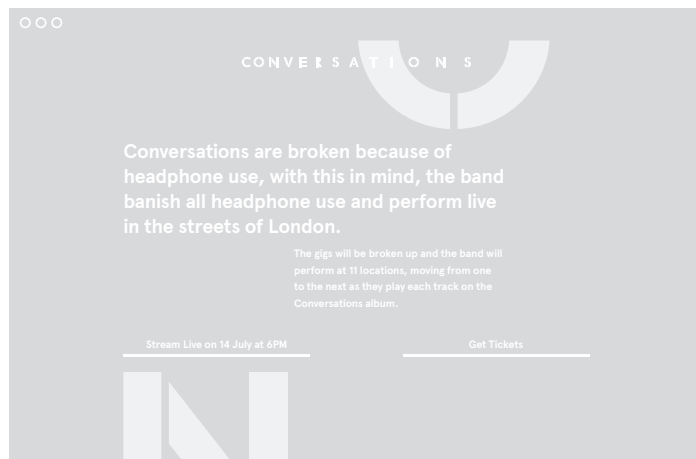 CONVERSATIONS
Conversations are broken because of
headphone use, with this in mind, the band
banish all headphone use and perform live
in the streets of London.
The gigs will be broken up and the band will
perform at 11 locations, moving from one
to the next as they play each track on the
Conversations album.
Stream Live on 14 July at 6PM
Get Tickets
N